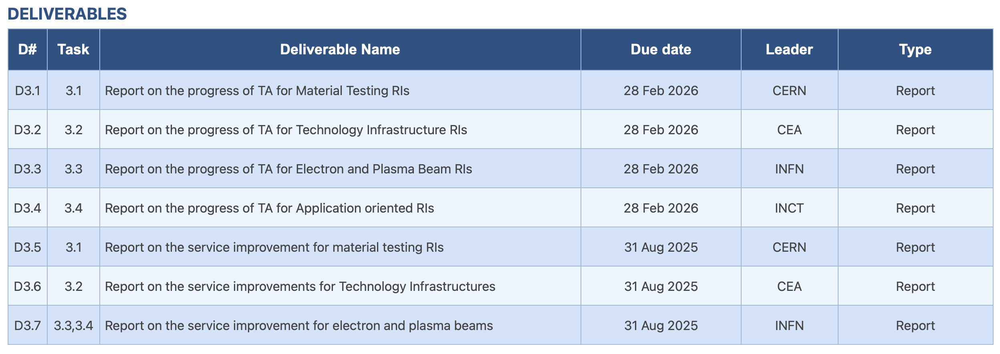 DELIVERABLES
D# Task Deliverable Name Due date Leader Type
D3.1 3.1 Report on the progress of TA for Material Testing RIs 28 Feb 2026 CERN Report
D3.2 3.2 Report on the progress of TA for Technology Infrastructure RIs 28 Feb 2026 CEA Report
D3.3 3.3 Report on the progress of TA for Electron and Plasma Beam RIs 28 Feb 2026 INFN Report
D3.4 3.4 Report on the progress of TA for Application oriented RIs 28 Feb 2026 INCT Report
D3.5 3.1 Report on the service improvement for material testing RIs 31 Aug 2025 CERN Report
D3.6 3.2 Report on the service improvements for Technology Infrastructures 31 Aug 2025 CEA Report
D3.7 3.3,3.4 Report on the service improvement for electron and plasma beams 31 Aug 2025 INFN Report